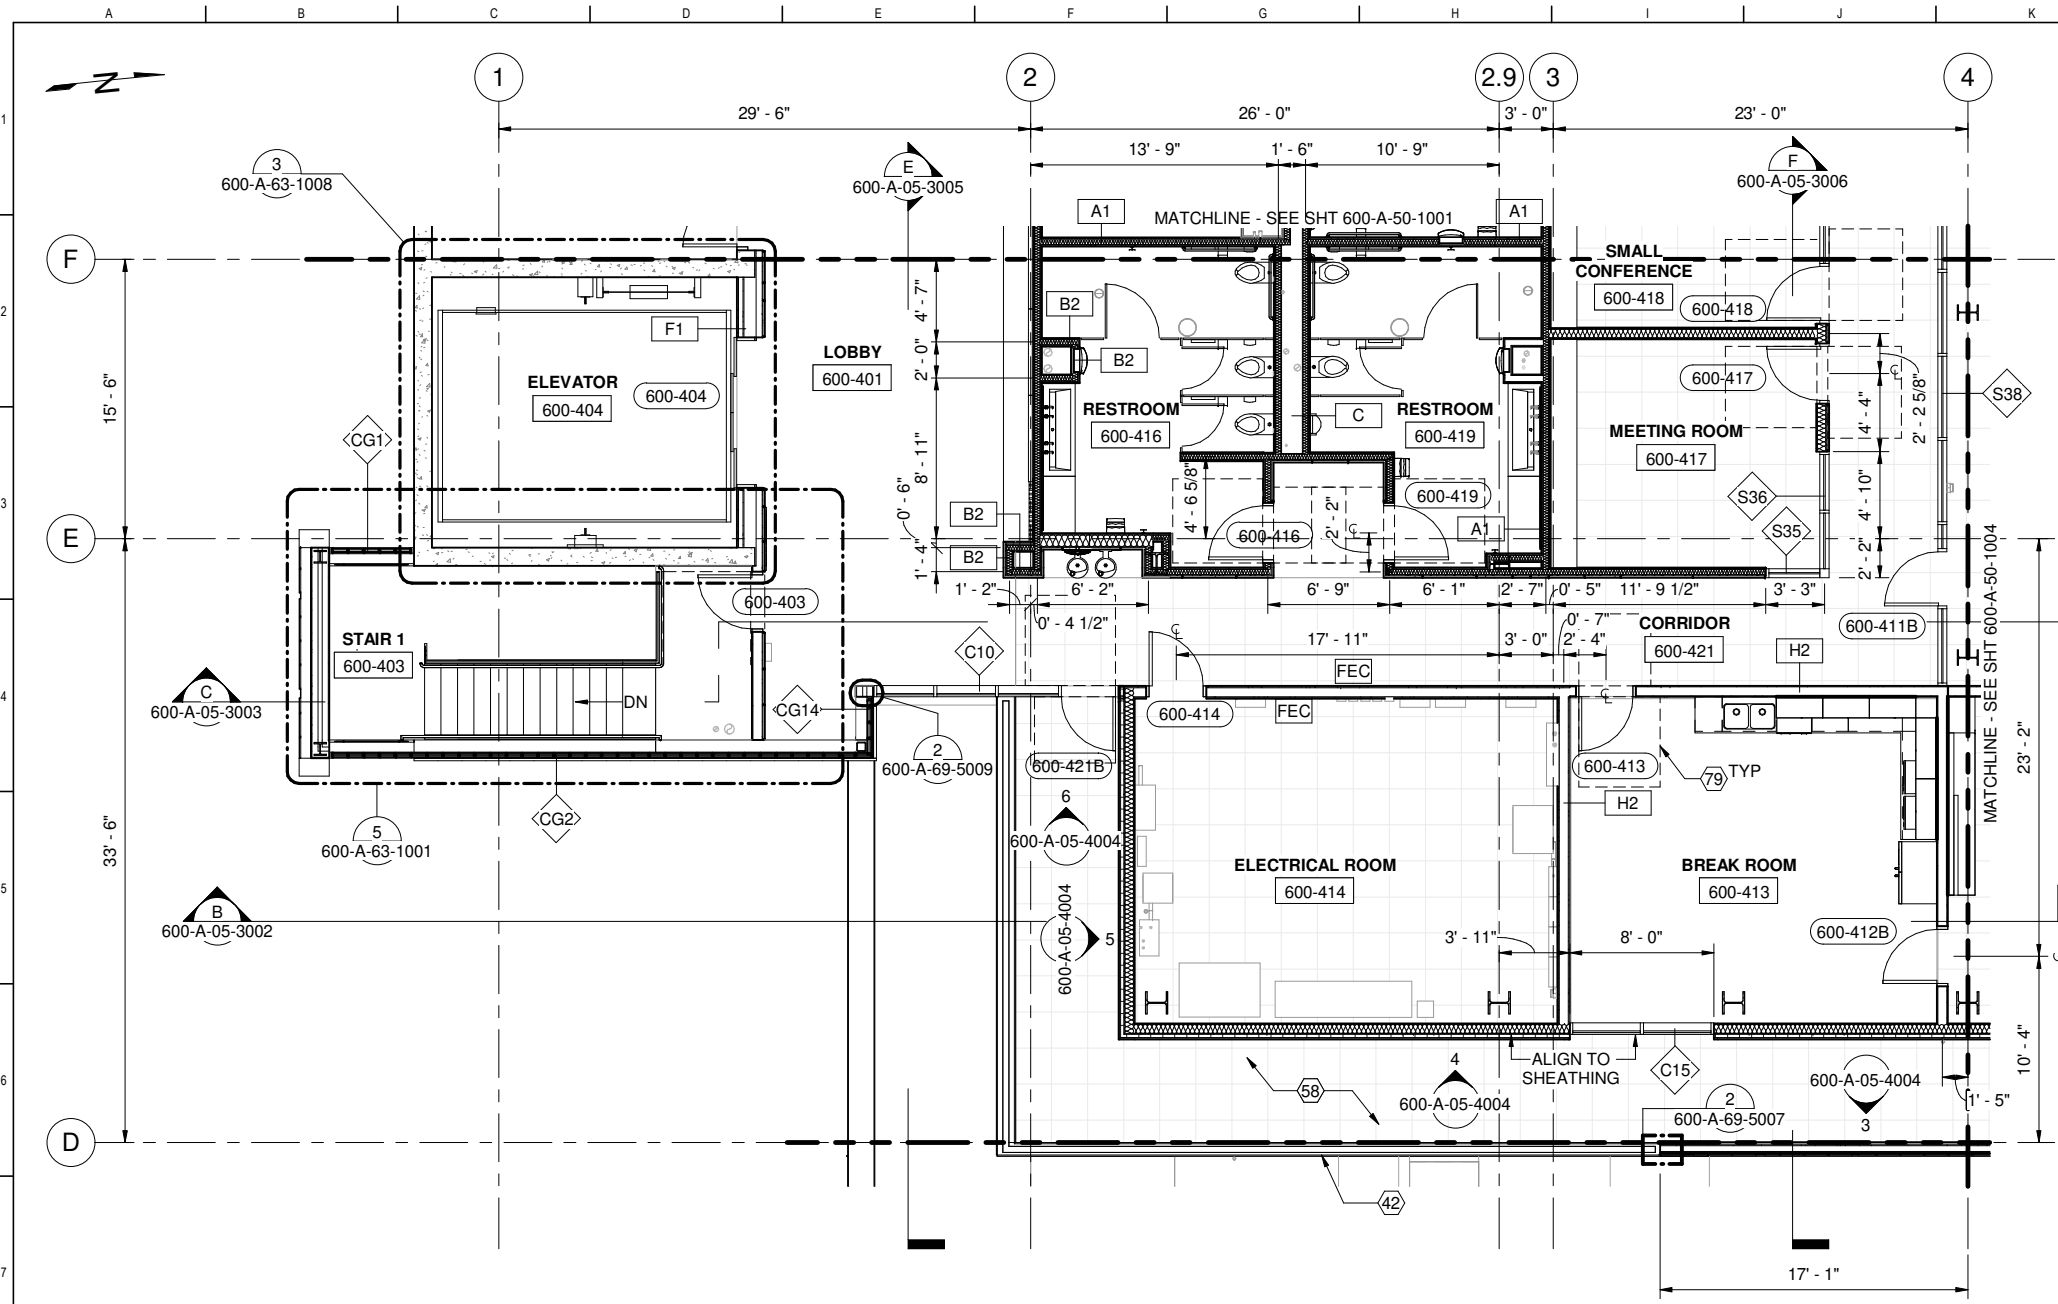 A B C D E F G H I J K
1
2
3
4
5
6
7
N
1 2 2.9 3 4
29' - 6" 26' - 0" 3' - 0" 23' - 0"
13' - 9" 1' - 6" 10' - 9"
3
600-A-63-1008
E
600-A-05-3005
F
600-A-05-3006
A1
MATCHLINE - SEE SHT 600-A-50-1001
A1
F
15' - 6"
E
33' - 6"
D
F1
ELEVATOR
600-404
600-404
LOBBY
600-401
4' - 7"
2' - 0"
8' - 11"
0' - 6"
1' - 4"
B2
B2
B2
B2
RESTROOM
600-416
C
RESTROOM
600-419
600-419
A1
4' - 6 5/8"
600-416
2' - 2"
℄
SMALL
CONFERENCE
600-418
600-418
600-417
℄
MEETING ROOM
600-417
4' - 4"
2' - 2 5/8"
4' - 10"
2' - 2"
S38
S36
S35
CG1
600-403
STAIR 1
600-403
DN
C
600-A-05-3003
CG14
CG2
5
600-A-63-1001
B
600-A-05-3002
C10
2
600-A-69-5009
1' - 2" 6' - 2" 6' - 9" 6' - 1" 2' - 7" 0' - 5" 11' - 9 1/2" 3' - 3"
0' - 4 1/2"
℄
17' - 11" 3' - 0" 2' - 4"
0' - 7"
CORRIDOR
600-421
600-411B
H2
FEC
FEC
600-414
℄
600-421B
600-413
79 TYP
H2
MATCHLINE - SEE SHT 600-A-50-1004
23' - 2"
6
600-A-05-4004
5
600-A-05-4004
ELECTRICAL ROOM
600-414
BREAK ROOM
600-413
3' - 11" 8' - 0"
600-412B
℄
10' - 4"
ALIGN TO
SHEATHING
C15
4
600-A-05-4004
58
600-A-05-4004
3
2
600-A-69-5007
1' - 5"
42
17' - 1"